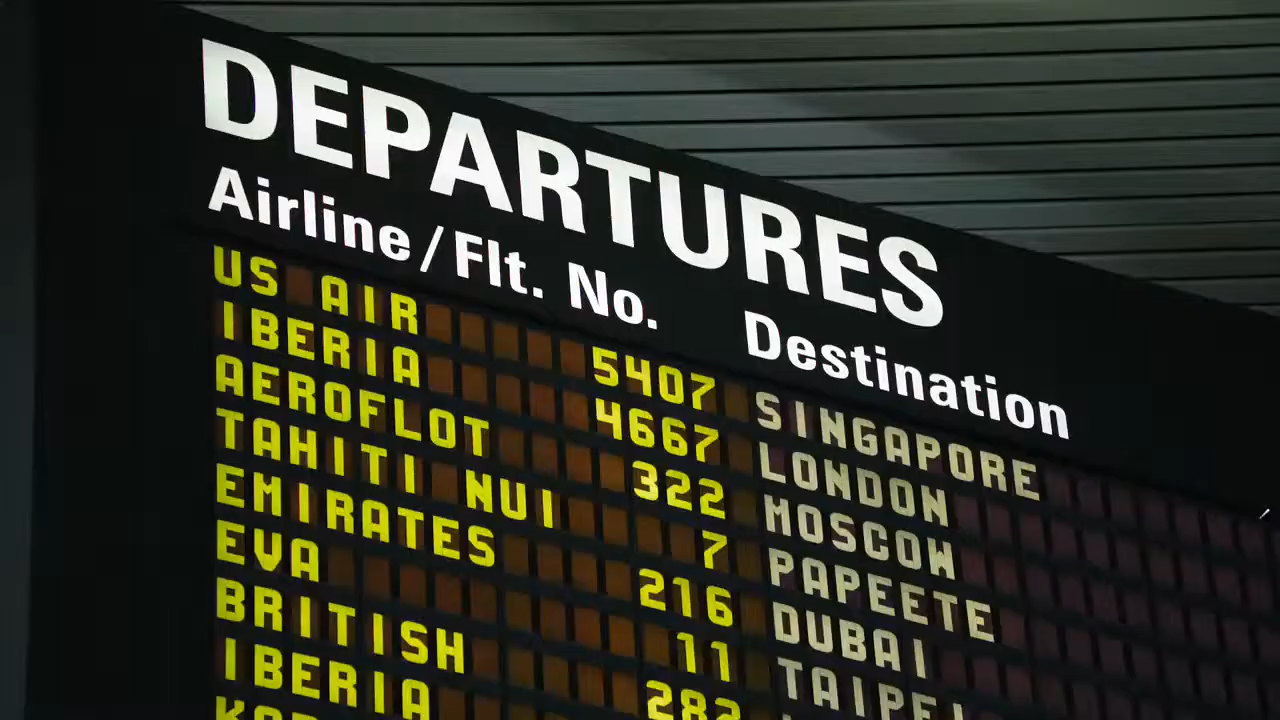 DEPARTURES
Airline/Flt. No. Destination
US AIR 5407 SINGAPORE
IBERIA 4667 LONDON
AEROFLOT 322 MOSCOW
TAHITI NUI 7 PAPEETE
EMIRATES 216 DUBAI
EVA 11 TAIPEI
BRITISH 282
IBERIA